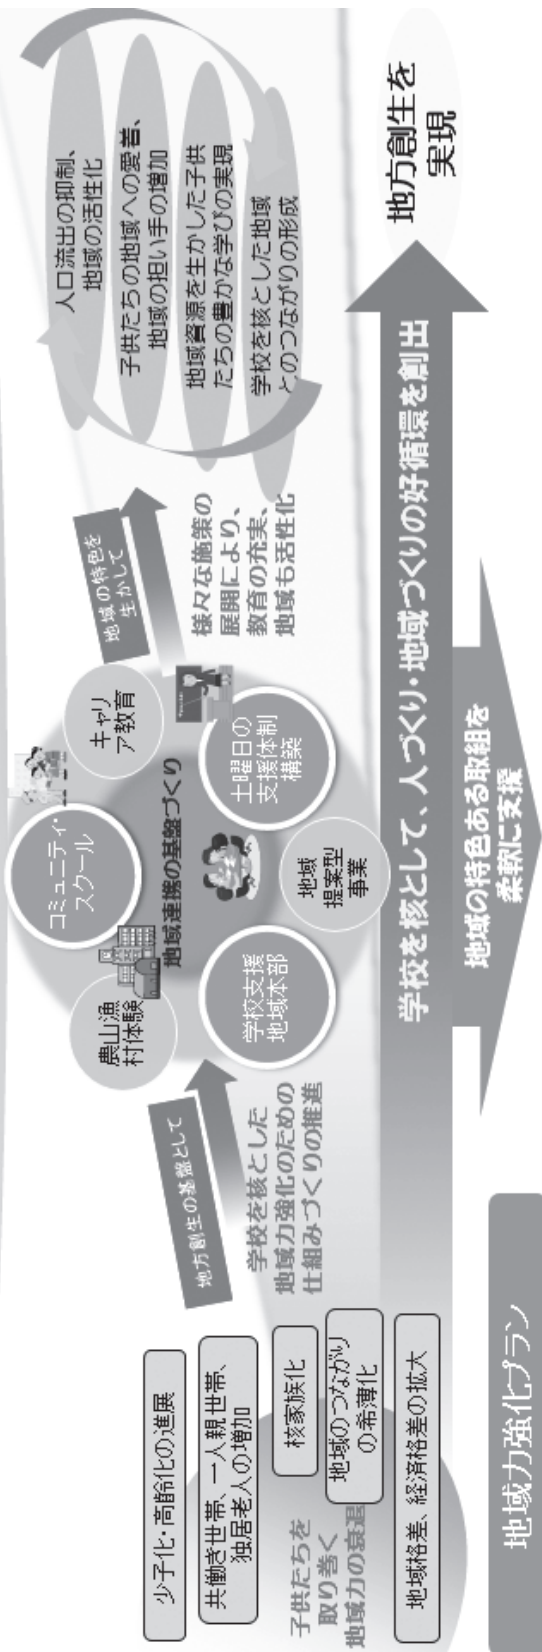 少子化・高齢化の進展
共働き世帯、一人親世帯、
独居老人の増加
核家族化
地域のつながり
の希薄化
地域格差、経済格差の拡大
子供たちを
取り巻く
地域力の衰退
地方創生の基盤として
学校を核とした
地域力強化のための
仕組みづくりの推進
農山漁
村体験
コミュニティ・
スクール
キャリ
ア教育
地域連携の基盤づくり
学校支援
地域本部
地域
提案型
事業
土曜日の
支援体制
構築
地域の特色を
生かして
様々な施策の
展開により、
教育の充実、
地域も活性化
人口流出の抑制、
地域の活性化
子供たちの地域への愛着、
地域の担い手の増加
地域資源を生かした子供
たちの豊かな学びの実現
学校を核とした地域
とのつながりの形成
学校を核として、人づくり・地域づくりの好循環を創出
地方創生を
実現
地域の特色ある取組を
柔軟に支援
地域力強化プラン